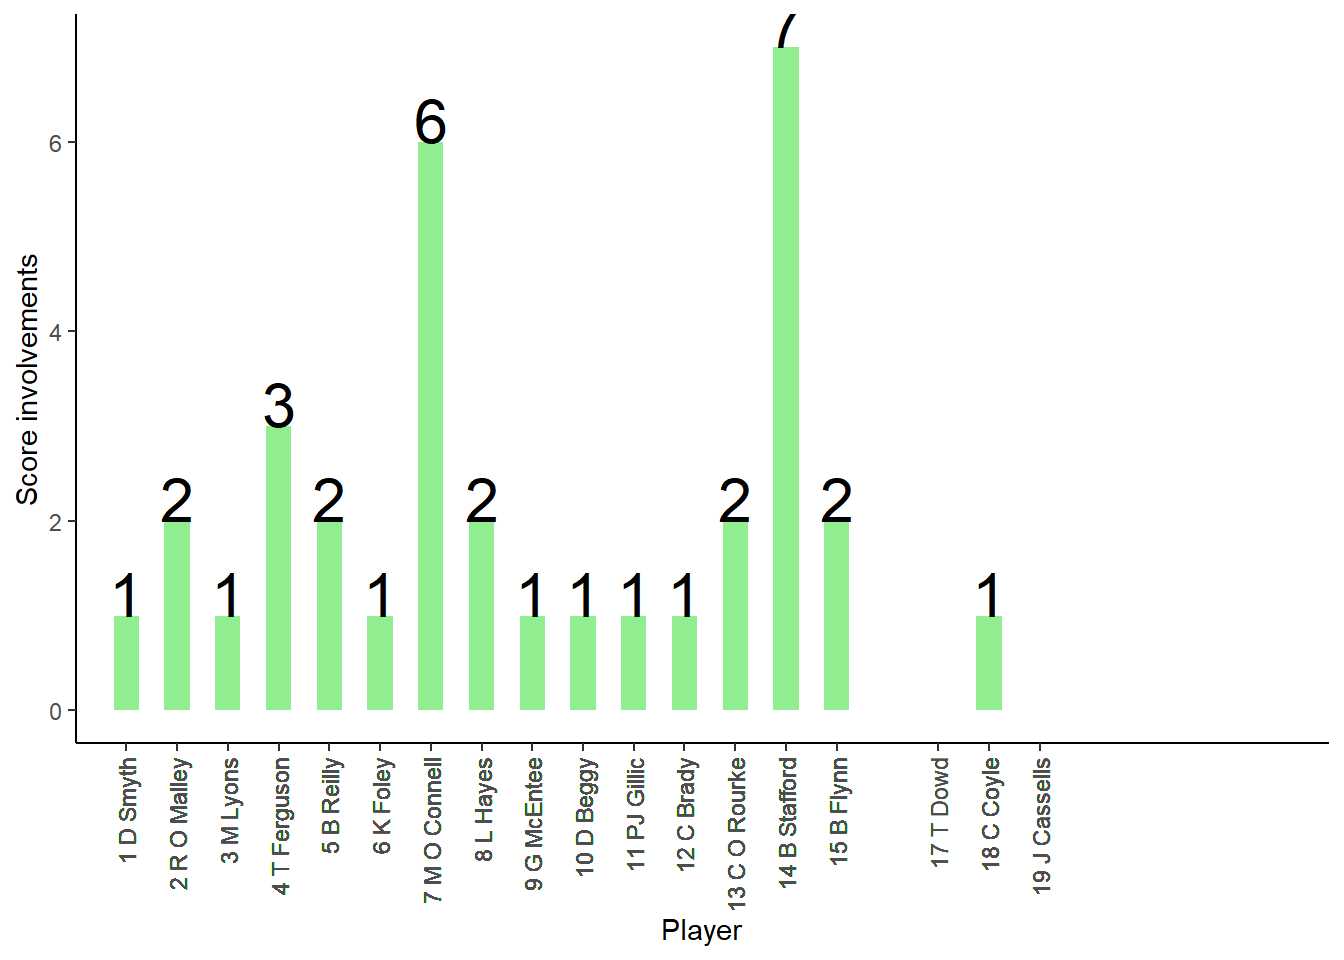 Score involvements
6
4
2
0
1
2
1
3
2
1
6
2
1
1
1
1
2
7
2
1
1 D Smyth
2 R O Malley
3 M Lyons
4 T Ferguson
5 B Reilly
6 K Foley
7 M O Connell
8 L Hayes
9 G McEntee
10 D Beggy
11 PJ Gillic
12 C Brady
13 C O Rourke
14 B Stafford
15 B Flynn
17 T Dowd
18 C Coyle
19 J Cassells
Player